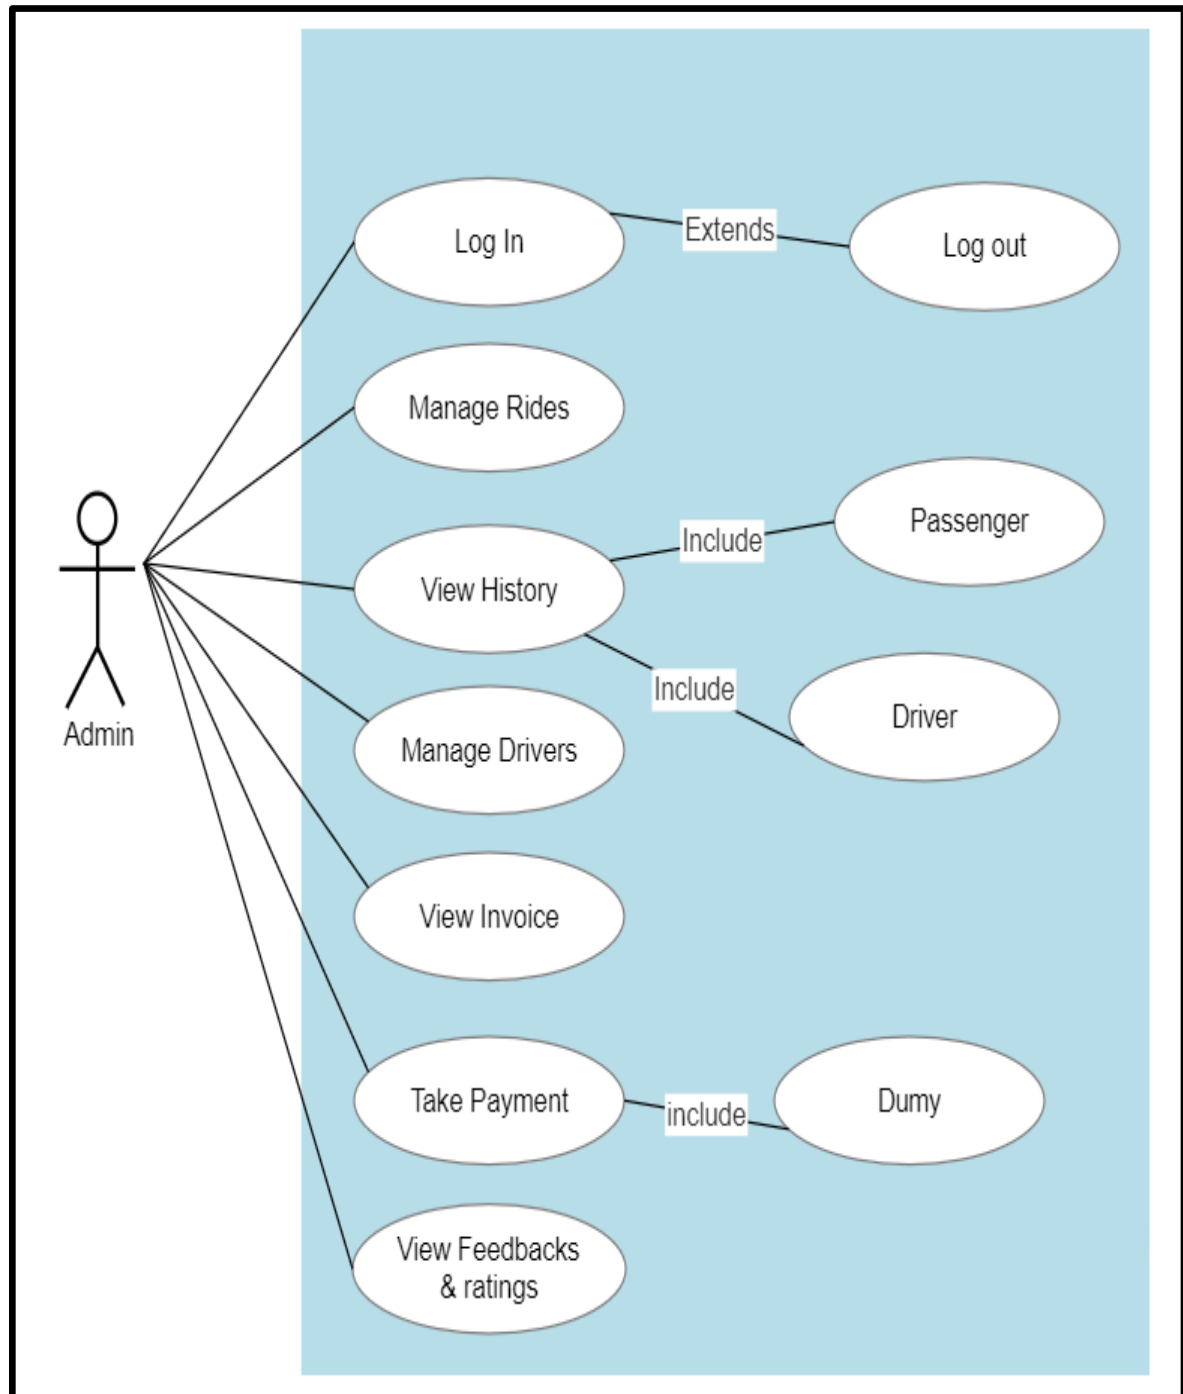 Log In
Extends
Log out
Manage Rides
Passenger
Include
View History
Include
Driver
Admin
Manage Drivers
View Invoice
Take Payment
include
Dumy
View Feedbacks
& ratings